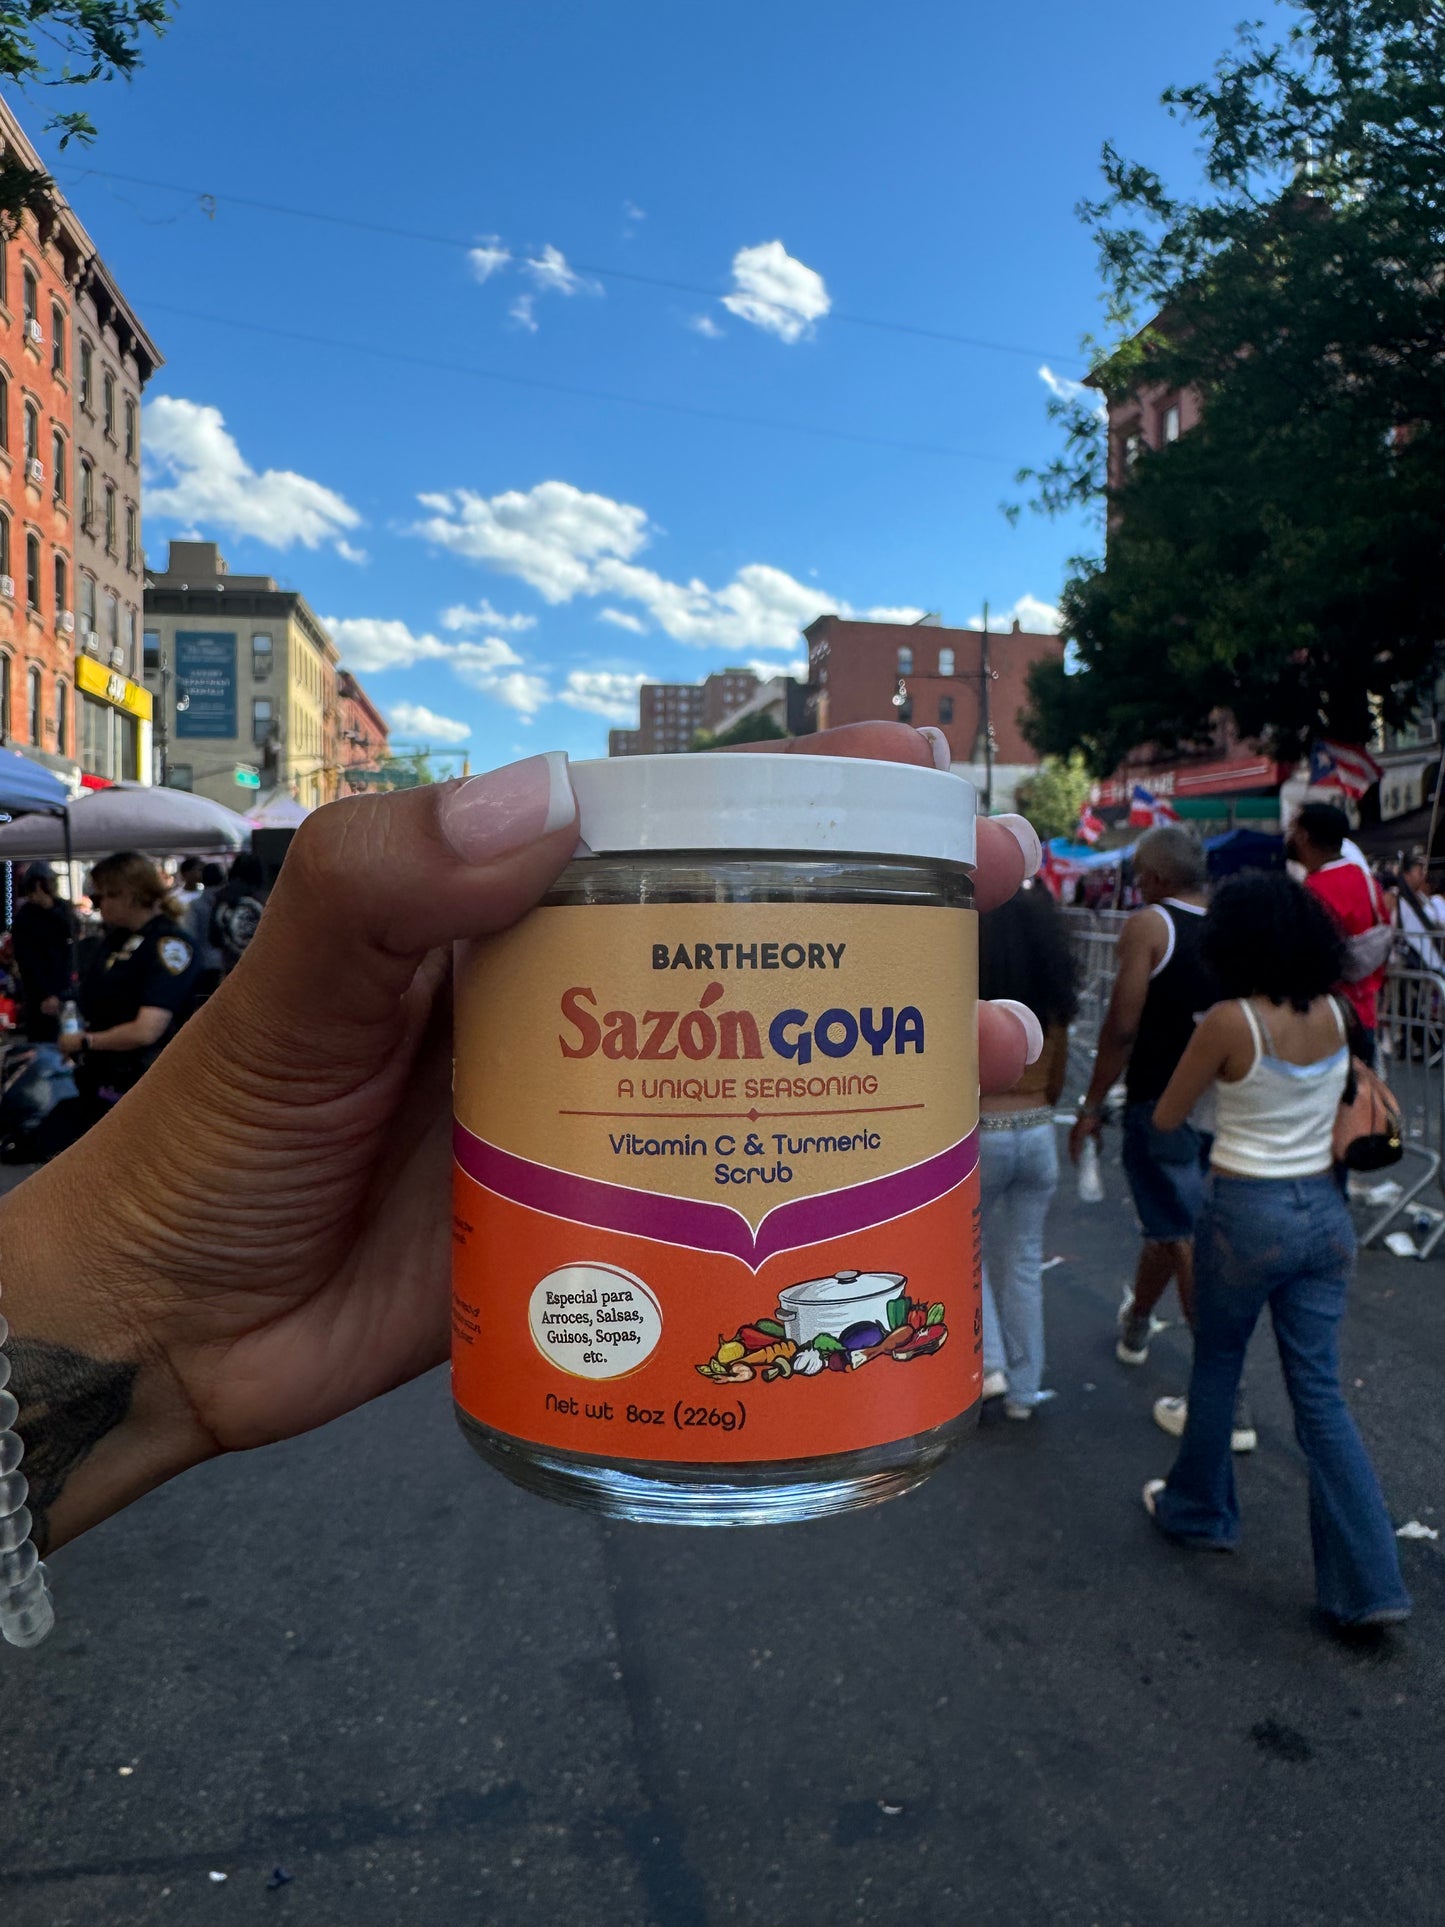 BARTHEORY
Sazón GOYA
A UNIQUE SEASONING
Vitamin C & Turmeric
Scrub
Especial para
Arroces, Salsas,
Guisos, Sopas,
etc.
Net wt 8oz (226g)